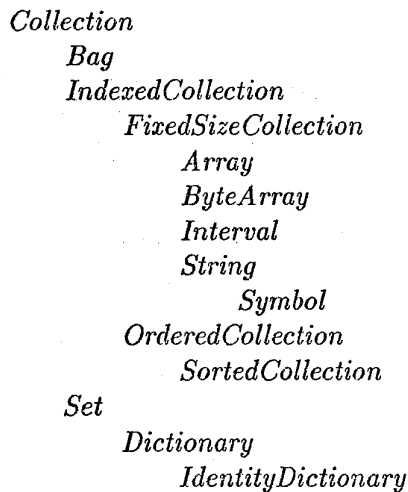 Collection
Bag
IndexedCollection
FixedSizeCollection
Array
ByteArray
Interval
String
Symbol
OrderedCollection
SortedCollection
Set
Dictionary
IdentityDictionary